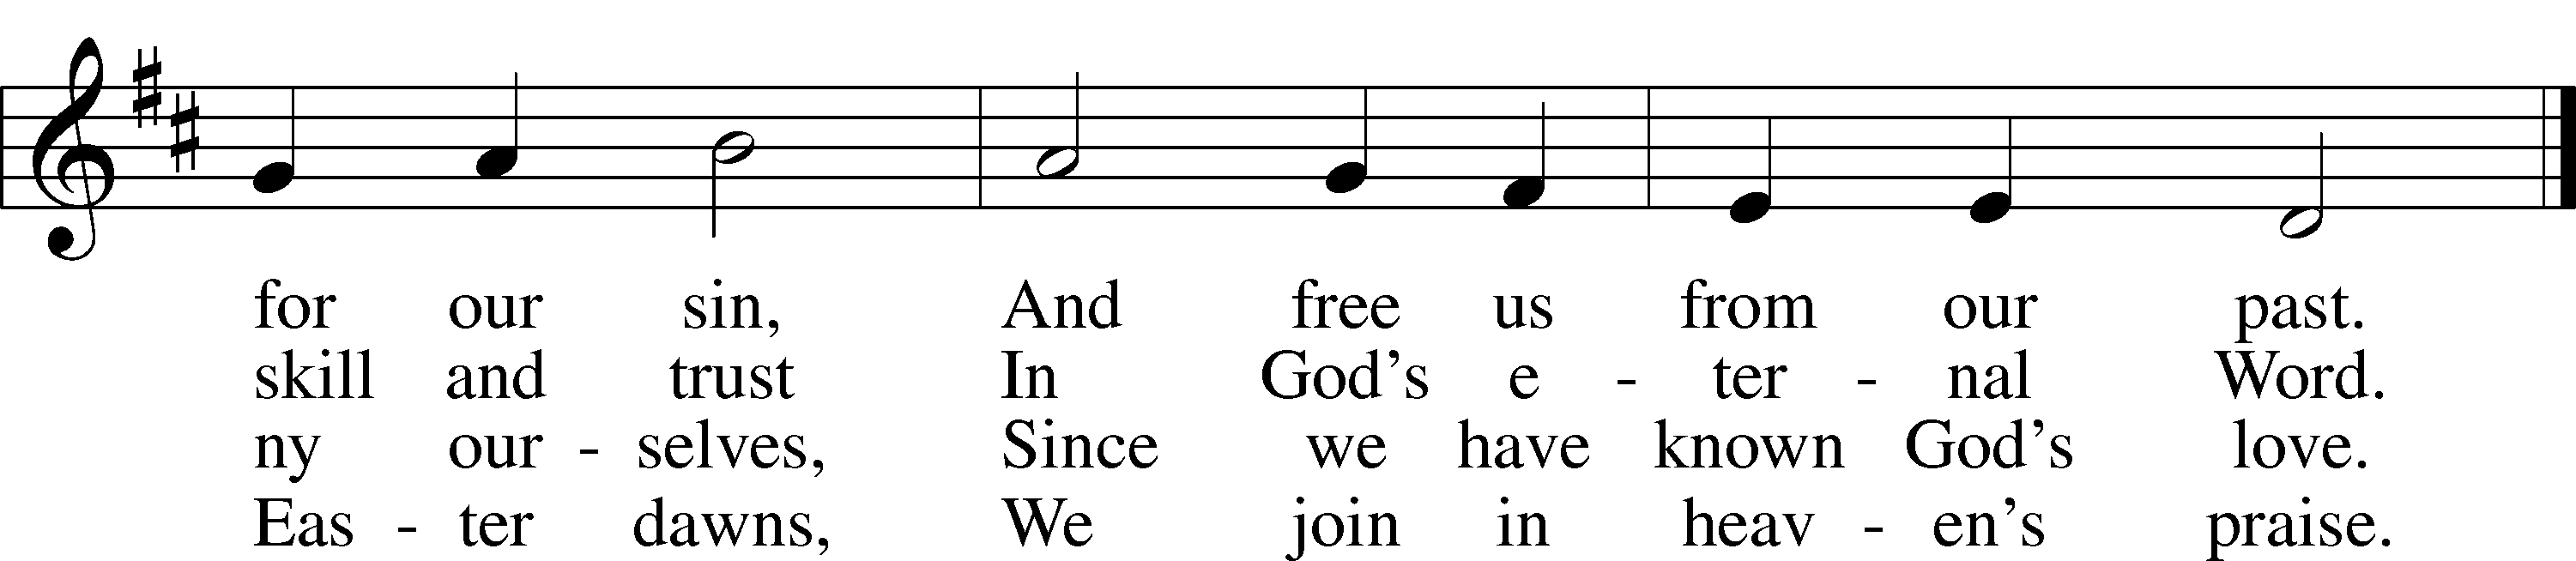 for our sin, And free us from our past.
skill and trust In God’s e - ter - nal Word.
ny our - selves, Since we have known God’s love.
Eas - ter dawns, We join in heav - en’s praise.